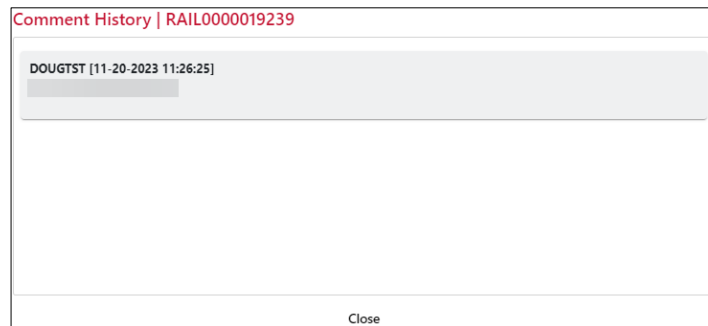 Comment History | RAIL0000019239
DOUGTST [11-20-2023 11:26:25]
Close